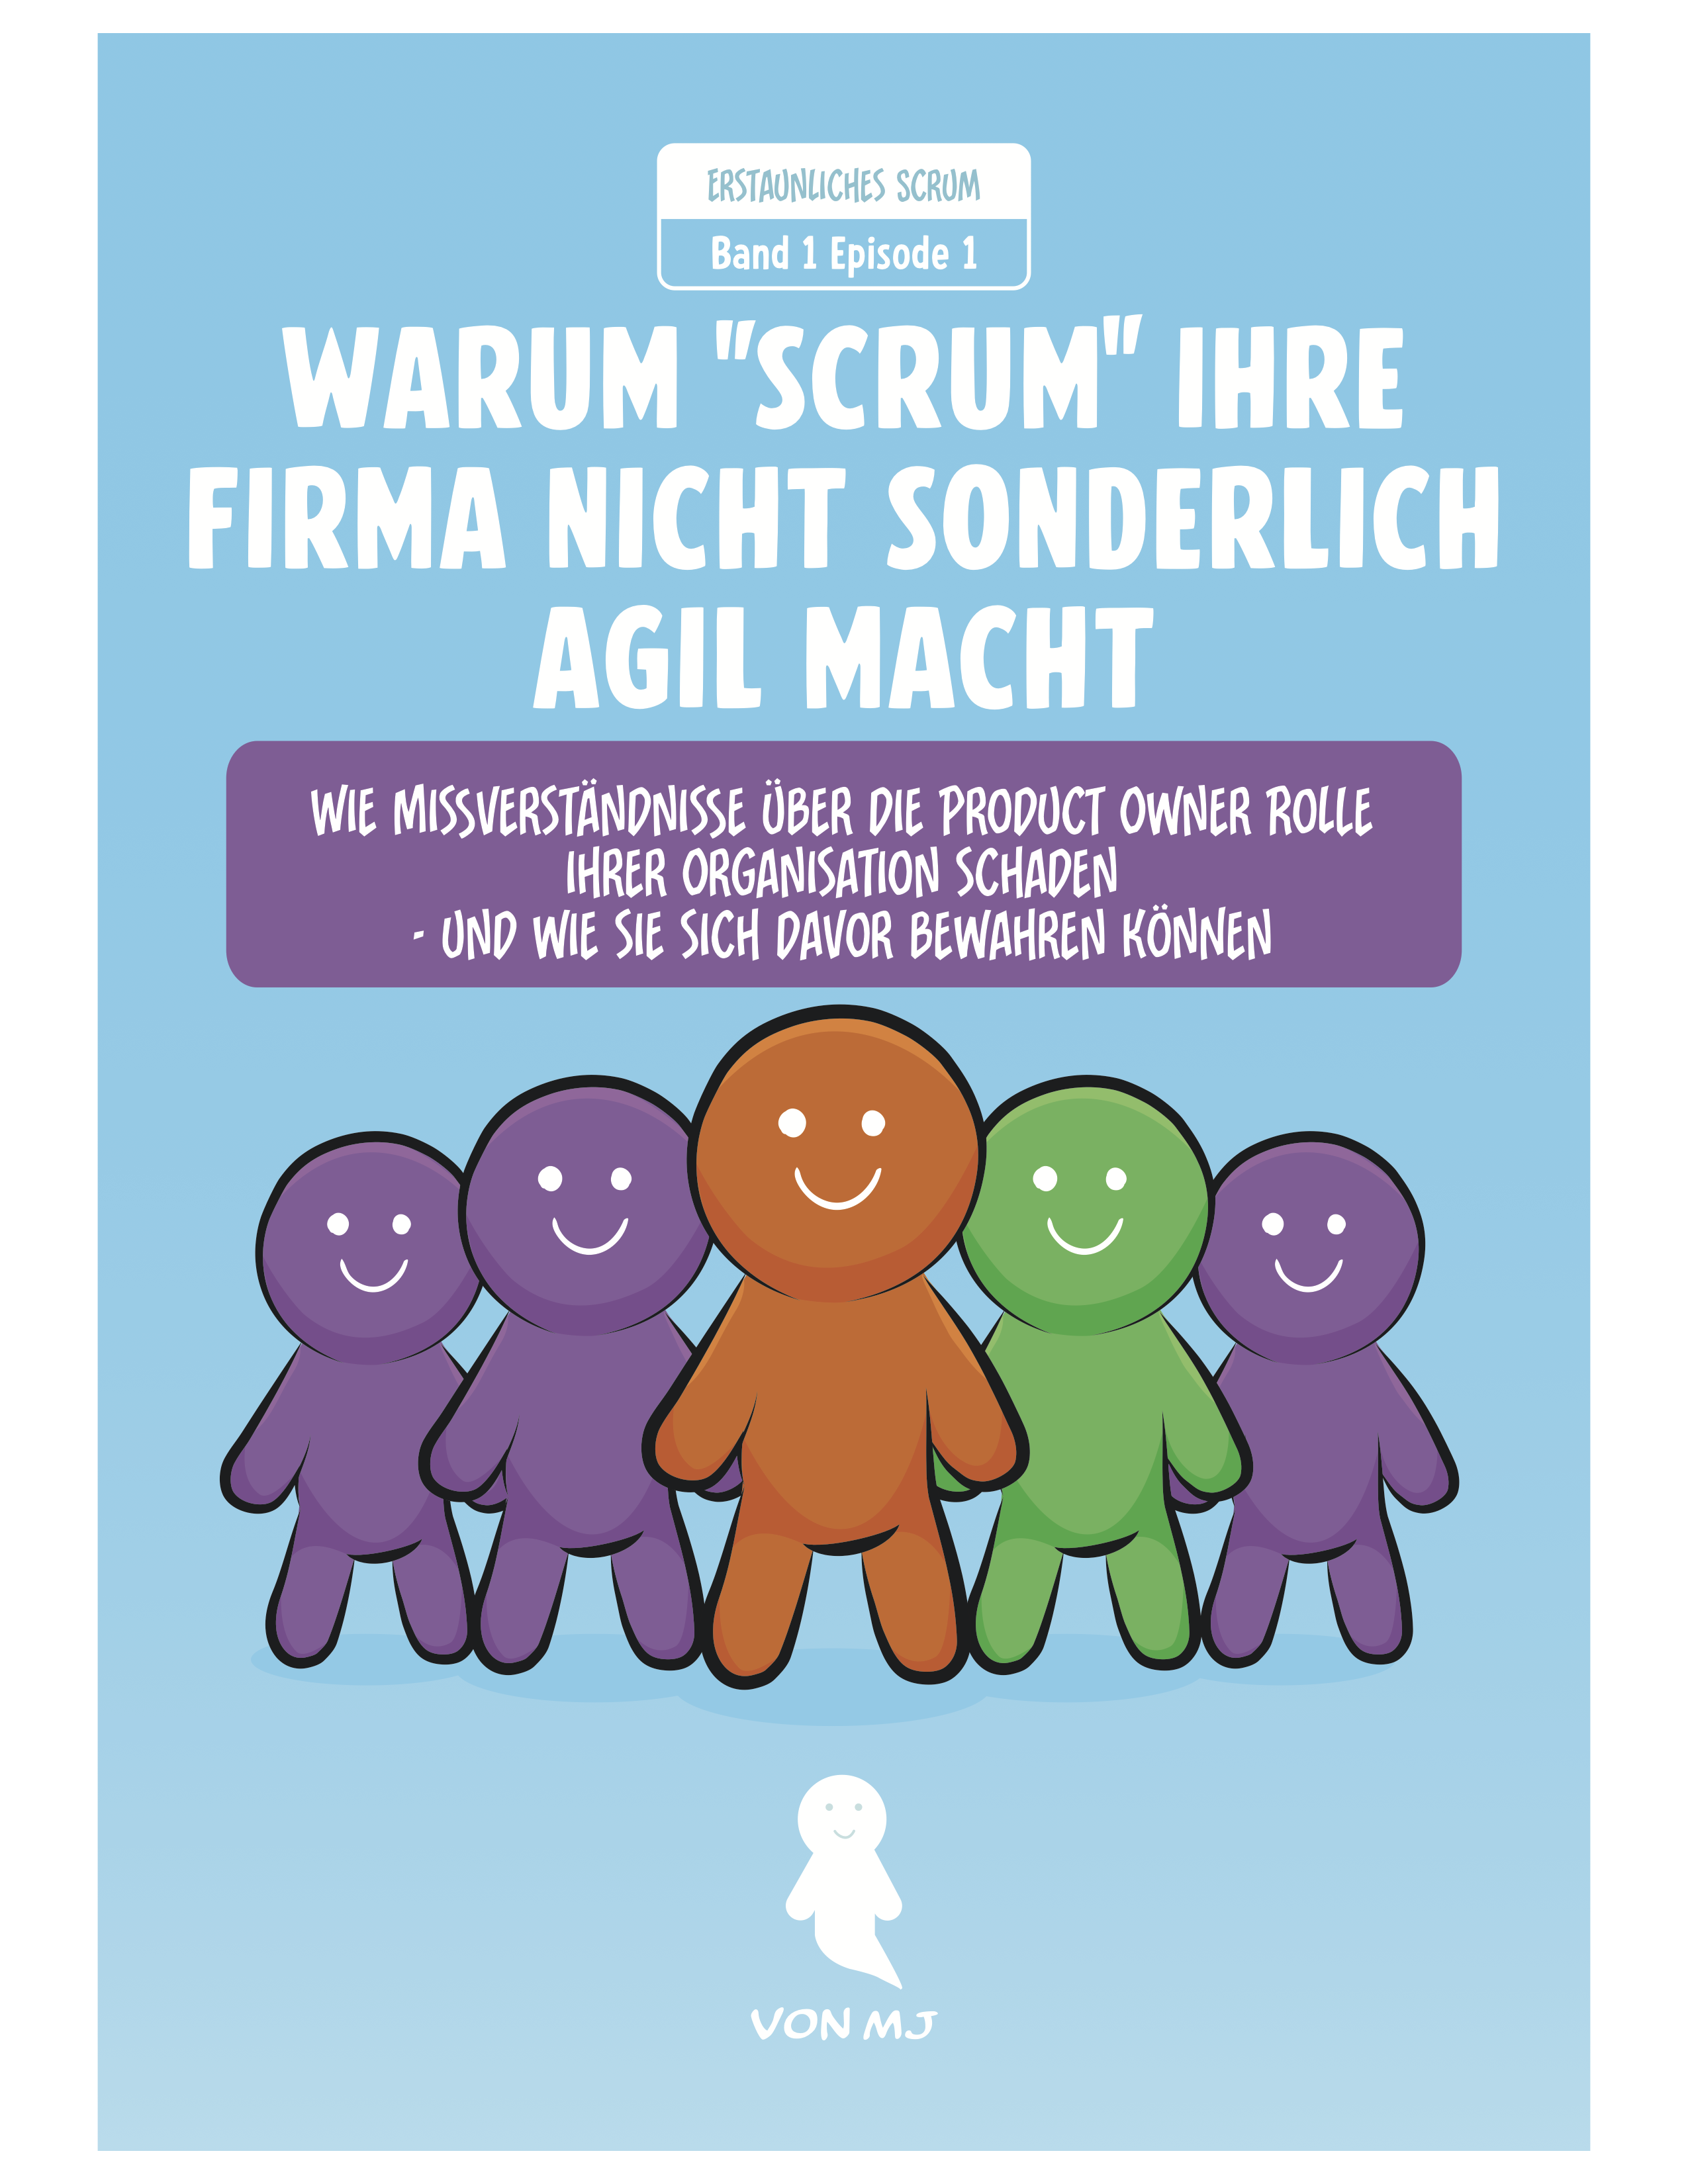 ERSTAUNLICHES SCRUM
Band 1 Episode 1
WARUM "SCRUM" IHRE
FIRMA NICHT SONDERLICH
AGIL MACHT
WIE MISSVERSTÄNDNISSE ÜBER DIE PRODUCT OWNER ROLLE
IHRER ORGANISATION SCHADEN
- UND WIE SIE SICH DAVOR BEWAHREN KÖNNEN
VON MJ